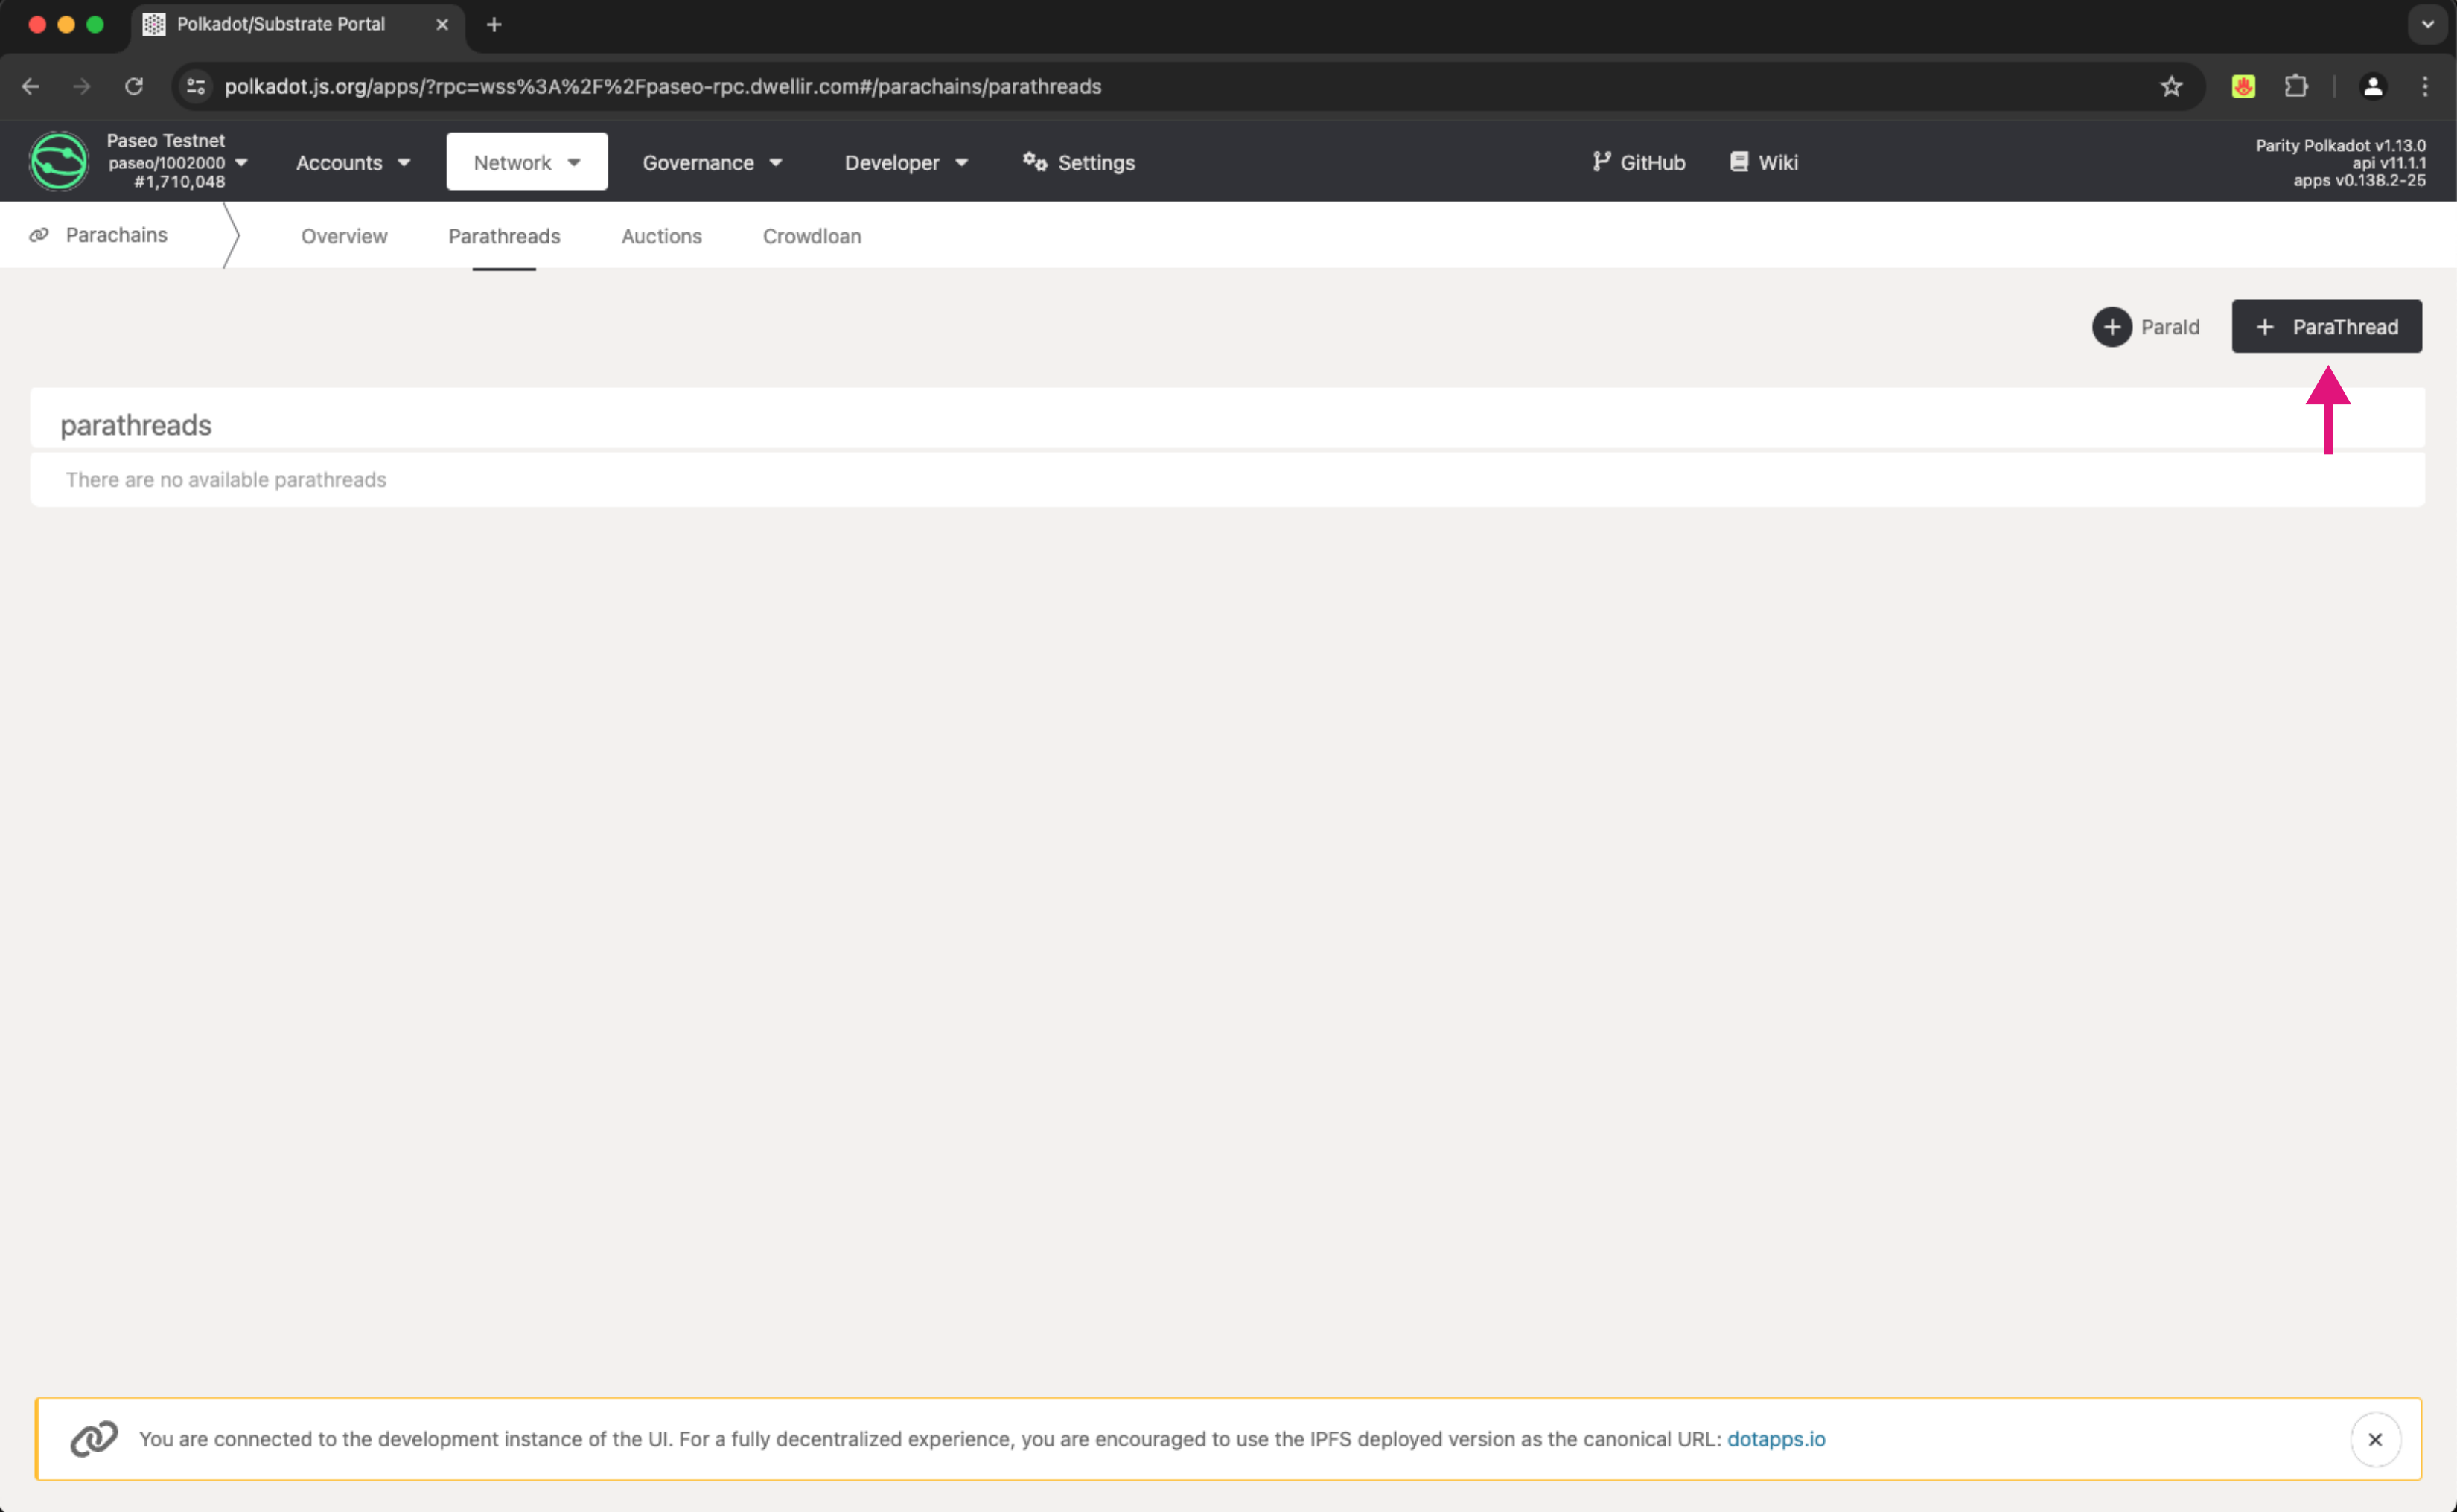 Polkadot/Substrate Portal
polkadot.js.org/apps/?rpc=wss%3A%2F%2Fpaseo-rpc.dwellir.com#/parachains/parathreads
Paseo Testnet
paseo/1002000
#1,710,048
Accounts
Network
Governance
Developer
Settings
GitHub
Wiki
Parity Polkadot v1.13.0
api v11.1.1
apps v0.138.2-25
Parachains
Overview
Parathreads
Auctions
Crowdloan
ParaId
ParaThread
parathreads
There are no available parathreads
You are connected to the development instance of the UI. For a fully decentralized experience, you are encouraged to use the IPFS deployed version as the canonical URL: dotapps.io